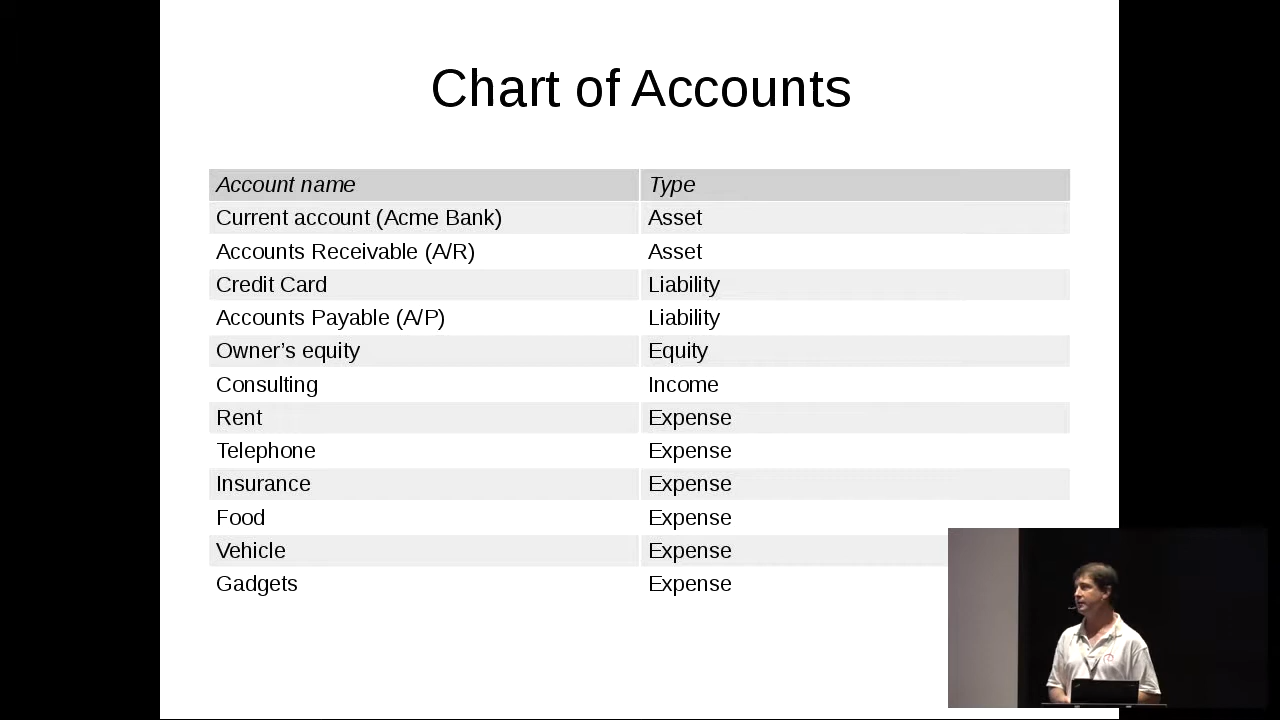 Chart of Accounts
Account name Type
Current account (Acme Bank) Asset
Accounts Receivable (A/R) Asset
Credit Card Liability
Accounts Payable (A/P) Liability
Owner’s equity Equity
Consulting Income
Rent Expense
Telephone Expense
Insurance Expense
Food Expense
Vehicle Expense
Gadgets Expense